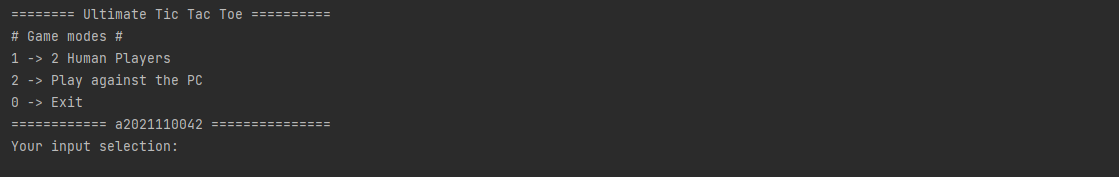 ======== Ultimate Tic Tac Toe ==========
# Game modes #
1 -> 2 Human Players
2 -> Play against the PC
0 -> Exit
============ a2021110042 ===============
Your input selection: